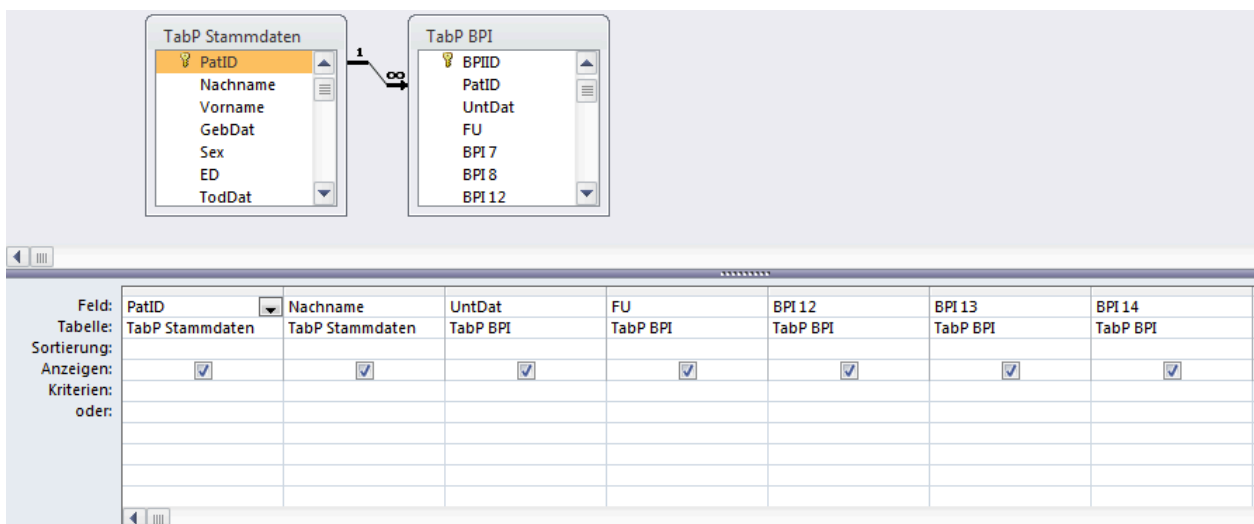 TabP Stammdaten
PatID
Nachname
Vorname
GebDat
Sex
ED
TodDat
1
∞
TabP BPI
BPIID
PatID
UntDat
FU
BPI 7
BPI 8
BPI 12
Feld: PatID Nachname UntDat FU BPI 12 BPI 13 BPI 14
Tabelle: TabP Stammdaten TabP Stammdaten TabP BPI TabP BPI TabP BPI TabP BPI TabP BPI
Sortierung:
Anzeigen:
Kriterien:
oder: